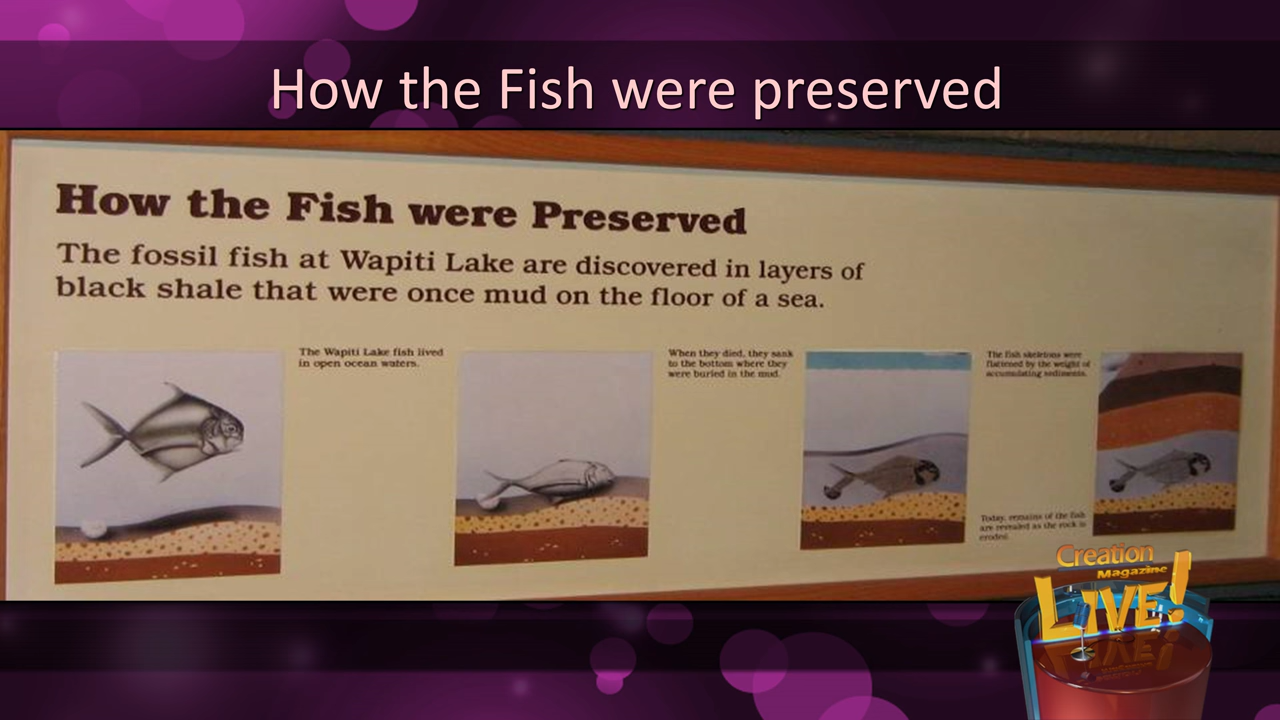 How the Fish were preserved
How the Fish were Preserved
The fossil fish at Wapiti Lake are discovered in layers of
black shale that were once mud on the floor of a sea.
The Wapiti Lake fish lived
in open ocean waters.
When they died, they sank
to the bottom where they
were buried in the mud.
The fish skeletons were
flattened by the weight of
accumulating sediments.
Today, remains of the fish
are revealed as the rock is
eroded.
Creation
Magazine
LIVE!